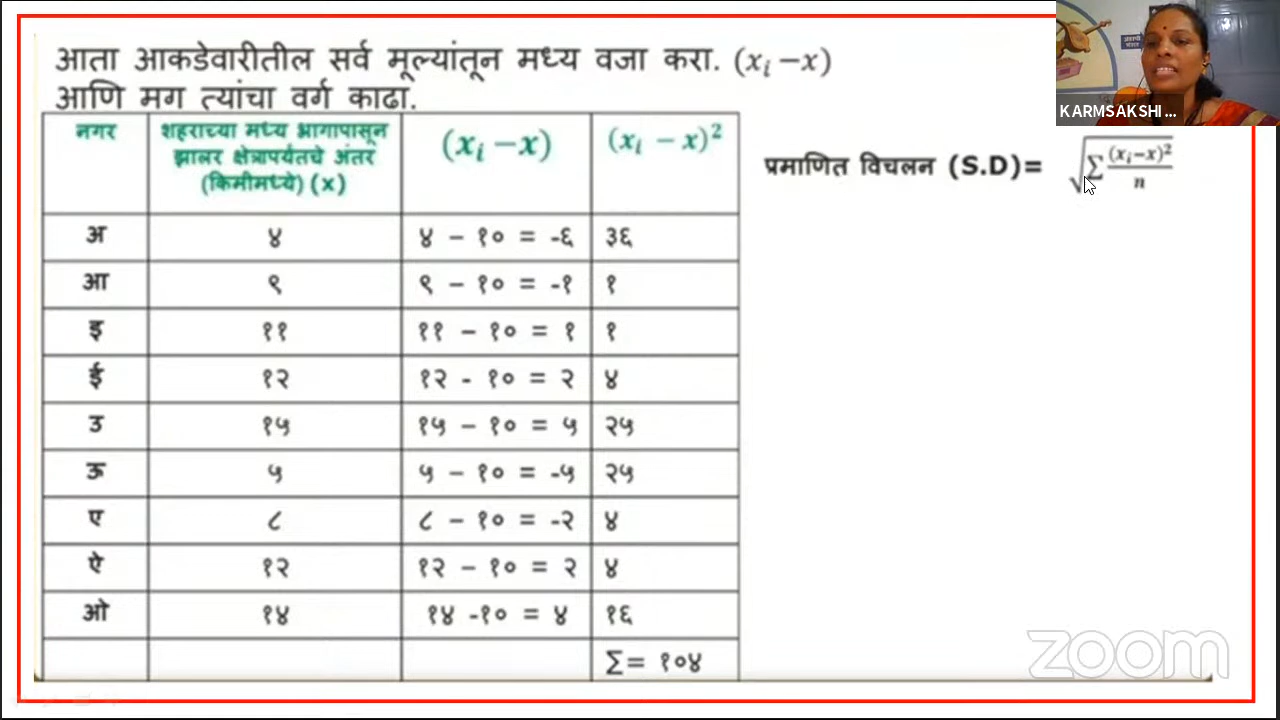 आता आकडेवारीतील सर्व मूल्यांतून मध्य वजा करा. (xᵢ −x)
आणि मग त्यांचा वर्ग काढा.
KARMSAKSHI ...
नगर शहराच्या मध्य भागापासून झालर क्षेत्रापर्यंतचे अंतर (किमीमध्ये) (x) (xᵢ −x) (xᵢ − x)²
प्रमाणित विचलन (S.D)= √∑ (xᵢ−x)²/n
अ ४ ४ − १० = -६ ३६
आ ९ ९ − १० = -१ १
इ ११ ११ − १० = १ १
ई १२ १२ - १० = २ ४
उ १५ १५ − १० = ५ २५
ऊ ५ ५ − १० = -५ २५
ए ८ ८ − १० = -२ ४
ऐ १२ १२ − १० = २ ४
ओ १४ १४ -१० = ४ १६
∑= १०४
zoom